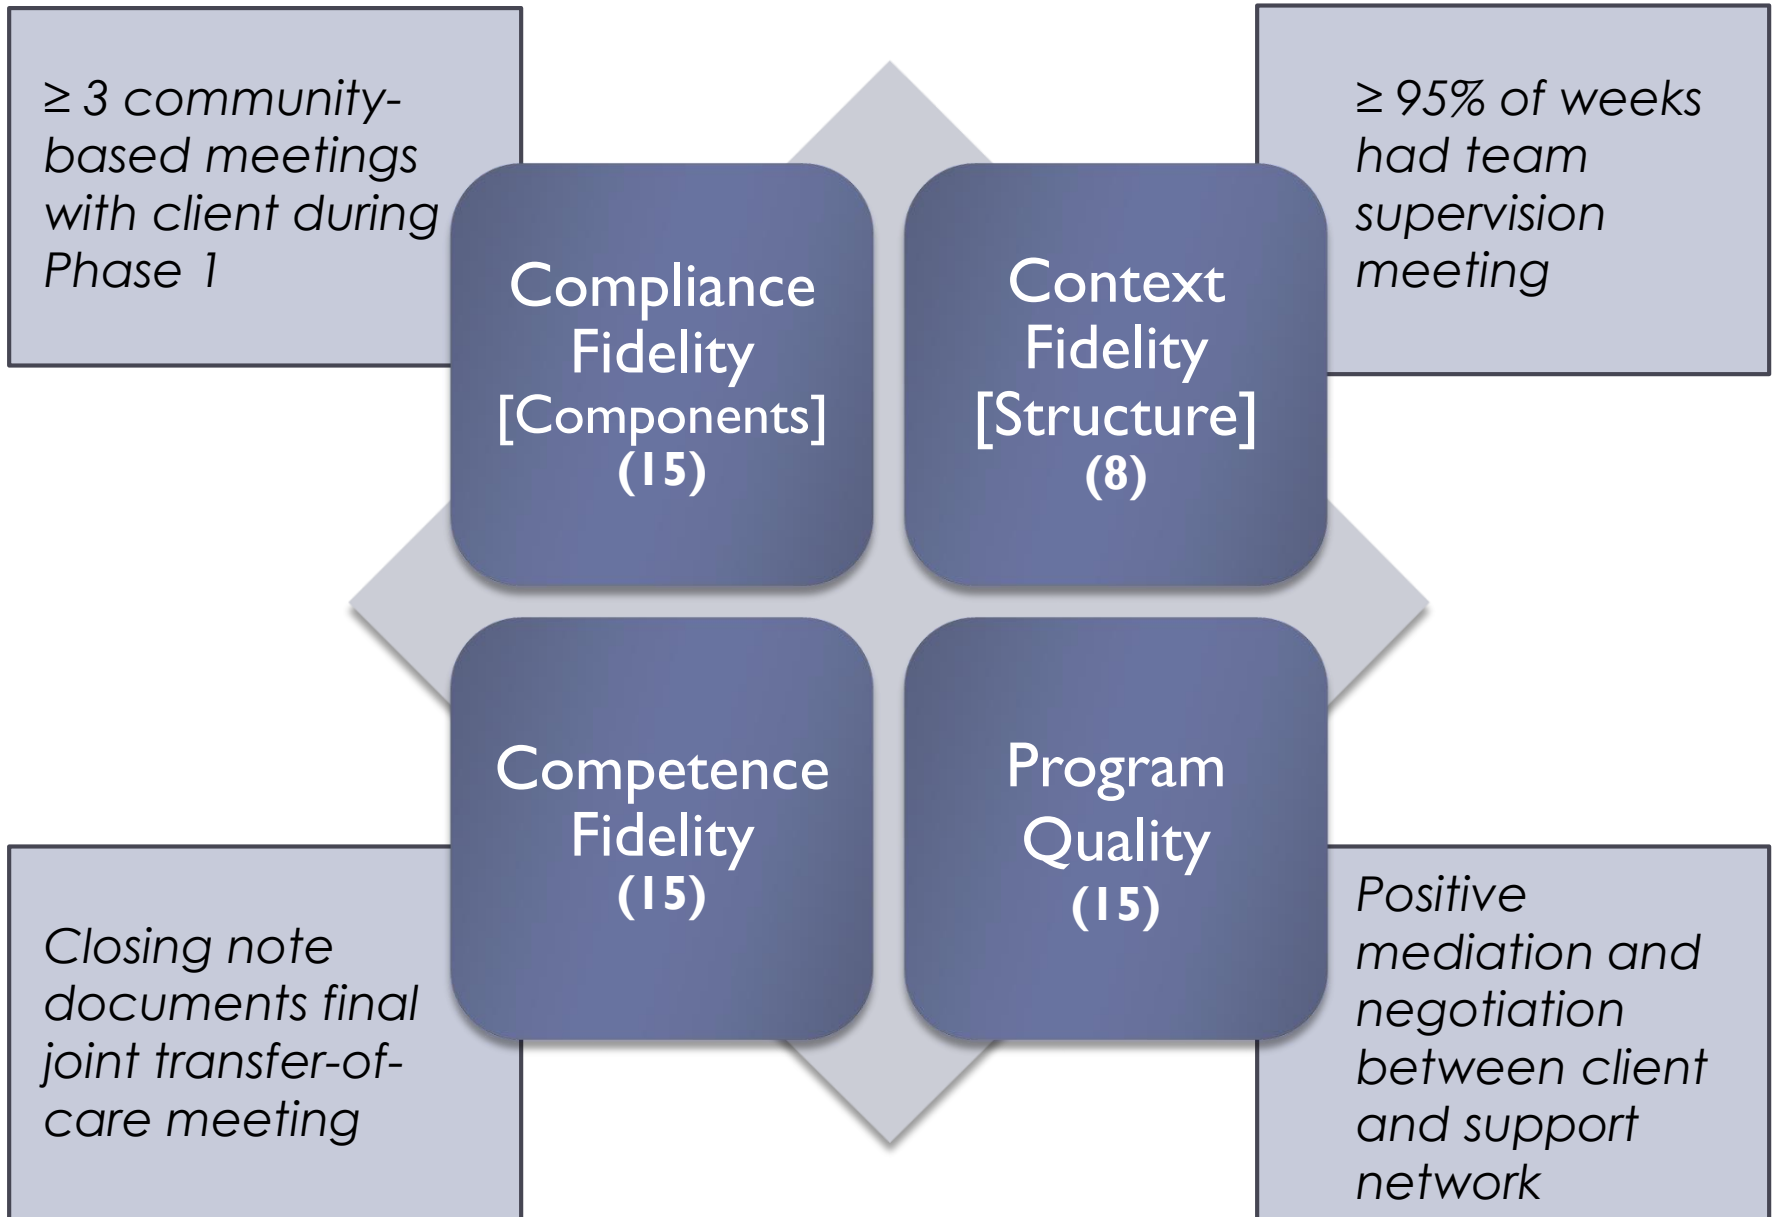 ≥ 3 community-
based meetings
with client during
Phase 1
Compliance
Fidelity
[Components]
(15)
Context
Fidelity
[Structure]
(8)
≥ 95% of weeks
had team
supervision
meeting
Closing note
documents final
joint transfer-of-
care meeting
Competence
Fidelity
(15)
Program
Quality
(15)
Positive
mediation and
negotiation
between client
and support
network